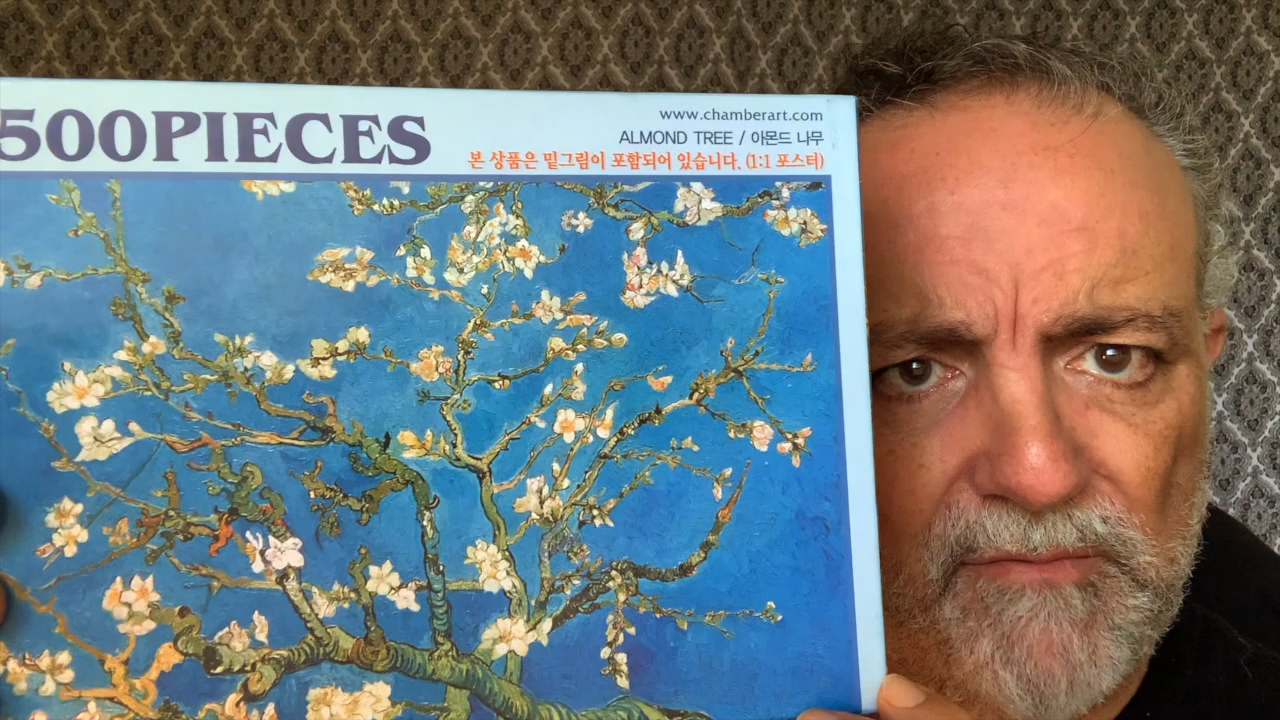 500PIECES
www.chamberart.com
ALMOND TREE / 아몬드 나무
본 상품은 밑그림이 포함되어 있습니다. (1:1 포스터)